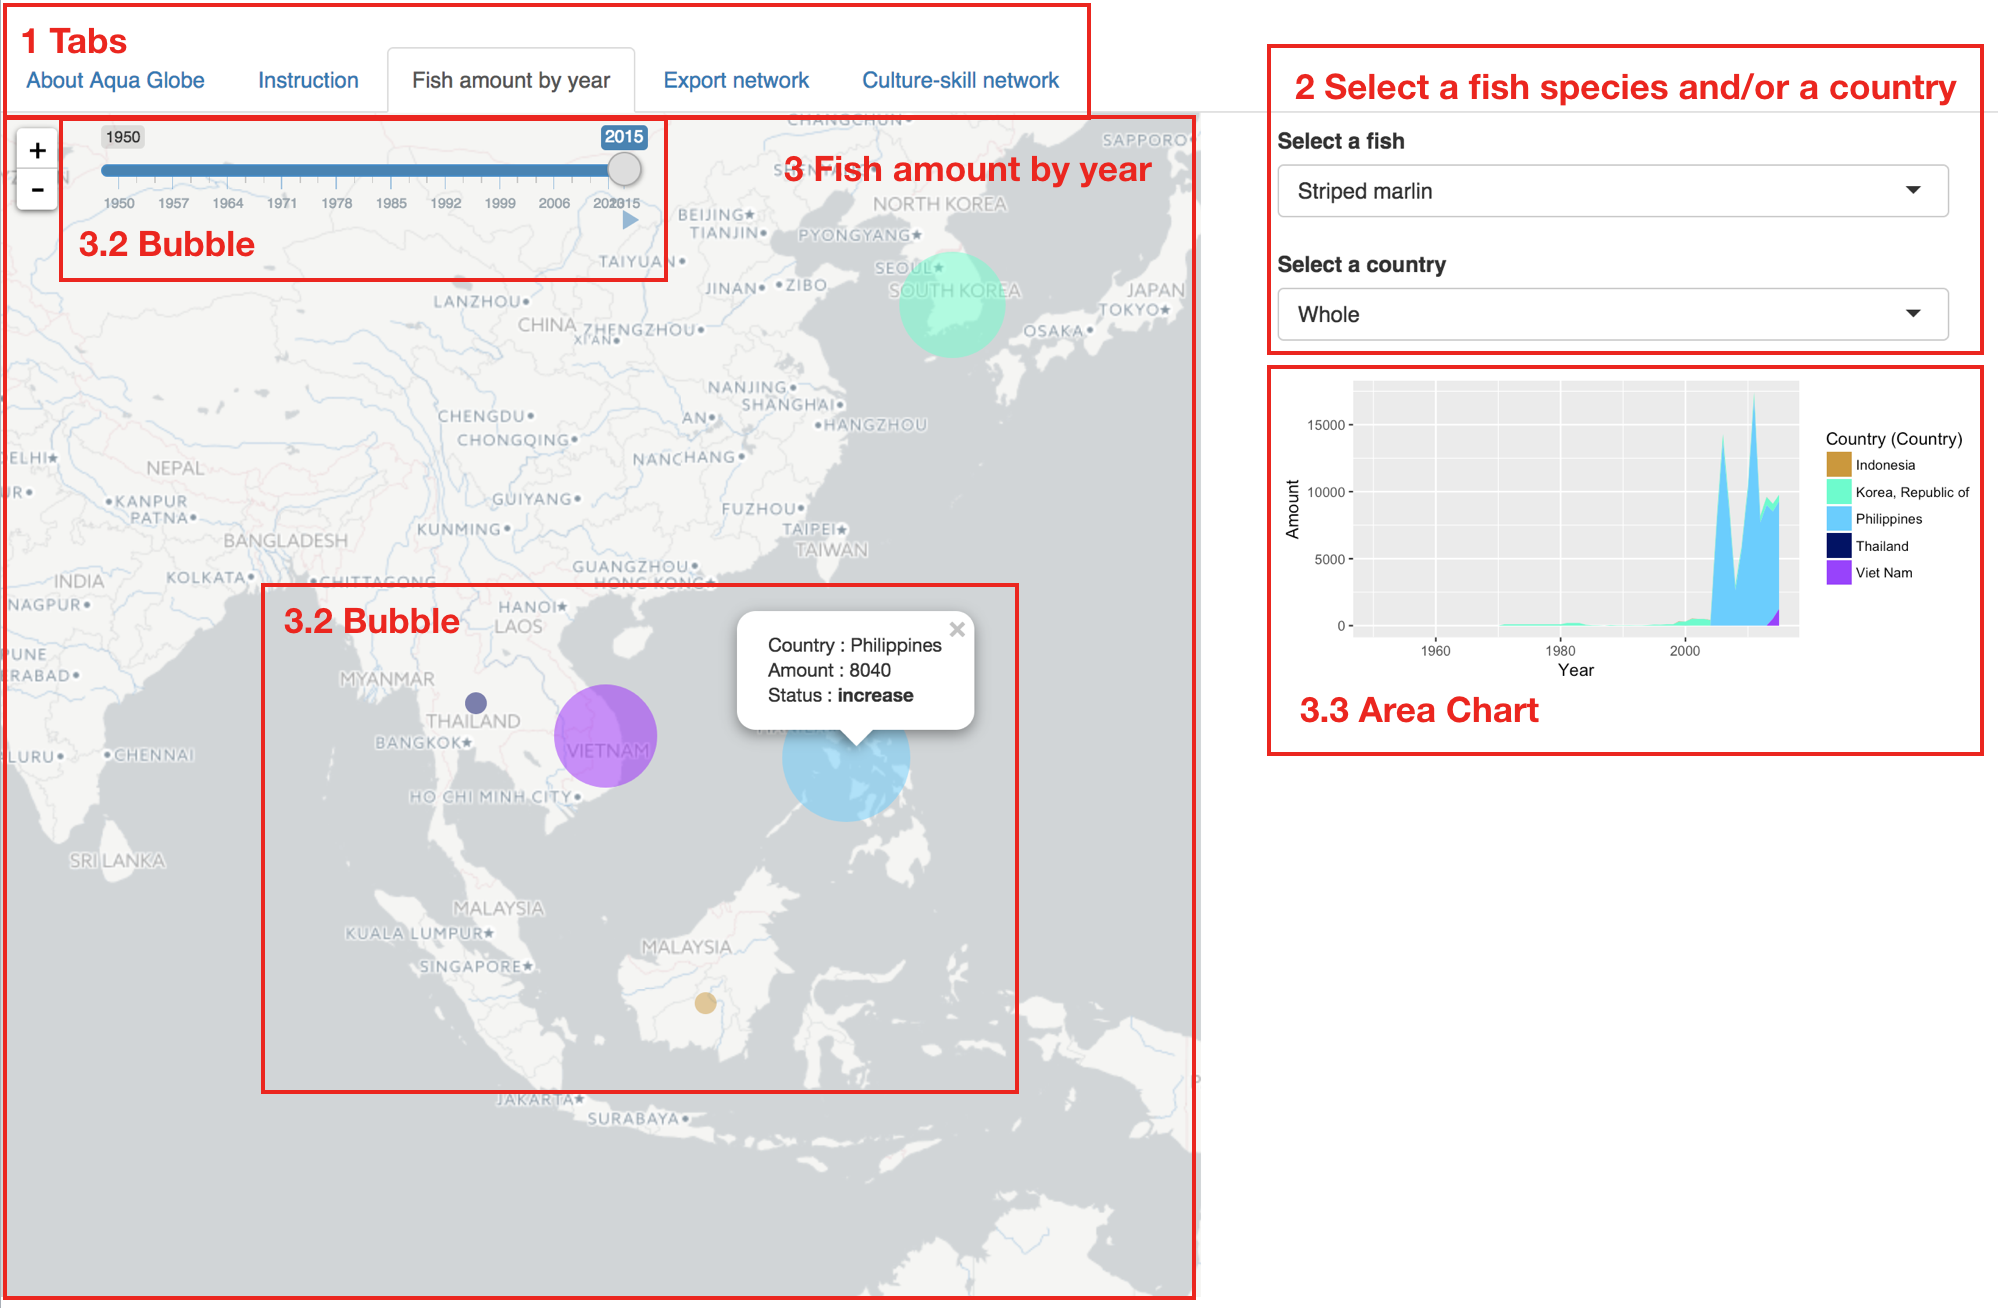 1 Tabs
About Aqua Globe
Instruction
Fish amount by year
Export network
Culture-skill network
2 Select a fish species and/or a country
Select a fish
Striped marlin
Select a country
Whole
+
-
1950
2015
1950 1957 1964 1971 1978 1985 1992 1999 2006 2015
3.2 Bubble
3 Fish amount by year
CHANGCHUN
SAPPORO
NORTH KOREA
BEIJING
TIANJIN
PYONGYANG
TAIYUAN
SEOUL
JINAN
ZIBO
SOUTH KOREA
JAPAN
LANZHOU
TOKYO
CHINA
ZHENGZHOU
XI'AN
OSAKA
NANJING
SHANGHAI
CHENGDU
AN
HANGZHOU
CHONGQING
ELHI
NANCHANG
NEPAL
UR
KANPUR
GUIYANG
PATNA
FUZHOU
KUNMING
TAIPEI
BANGLADESH
TAIWAN
GUANGZHOU
INDIA
KOLKATA
CHITTAGONG
HONG KONG
NAGPUR
3.2 Bubble
HANOI
LAOS
Country : Philippines
Amount : 8040
Status : increase
PUNE
ERABAD
MYANMAR
THAILAND
BANGKOK
VIETNAM
LURU
CHENNAI
HO CHI MINH CITY
SRI LANKA
MALAYSIA
KUALA LUMPUR
MALAYSIA
SINGAPORE
JAKARTA
SURABAYA
Amount
15000
10000
5000
0
1960 1980 2000
Year
Country (Country)
Indonesia
Korea, Republic of
Philippines
Thailand
Viet Nam
3.3 Area Chart